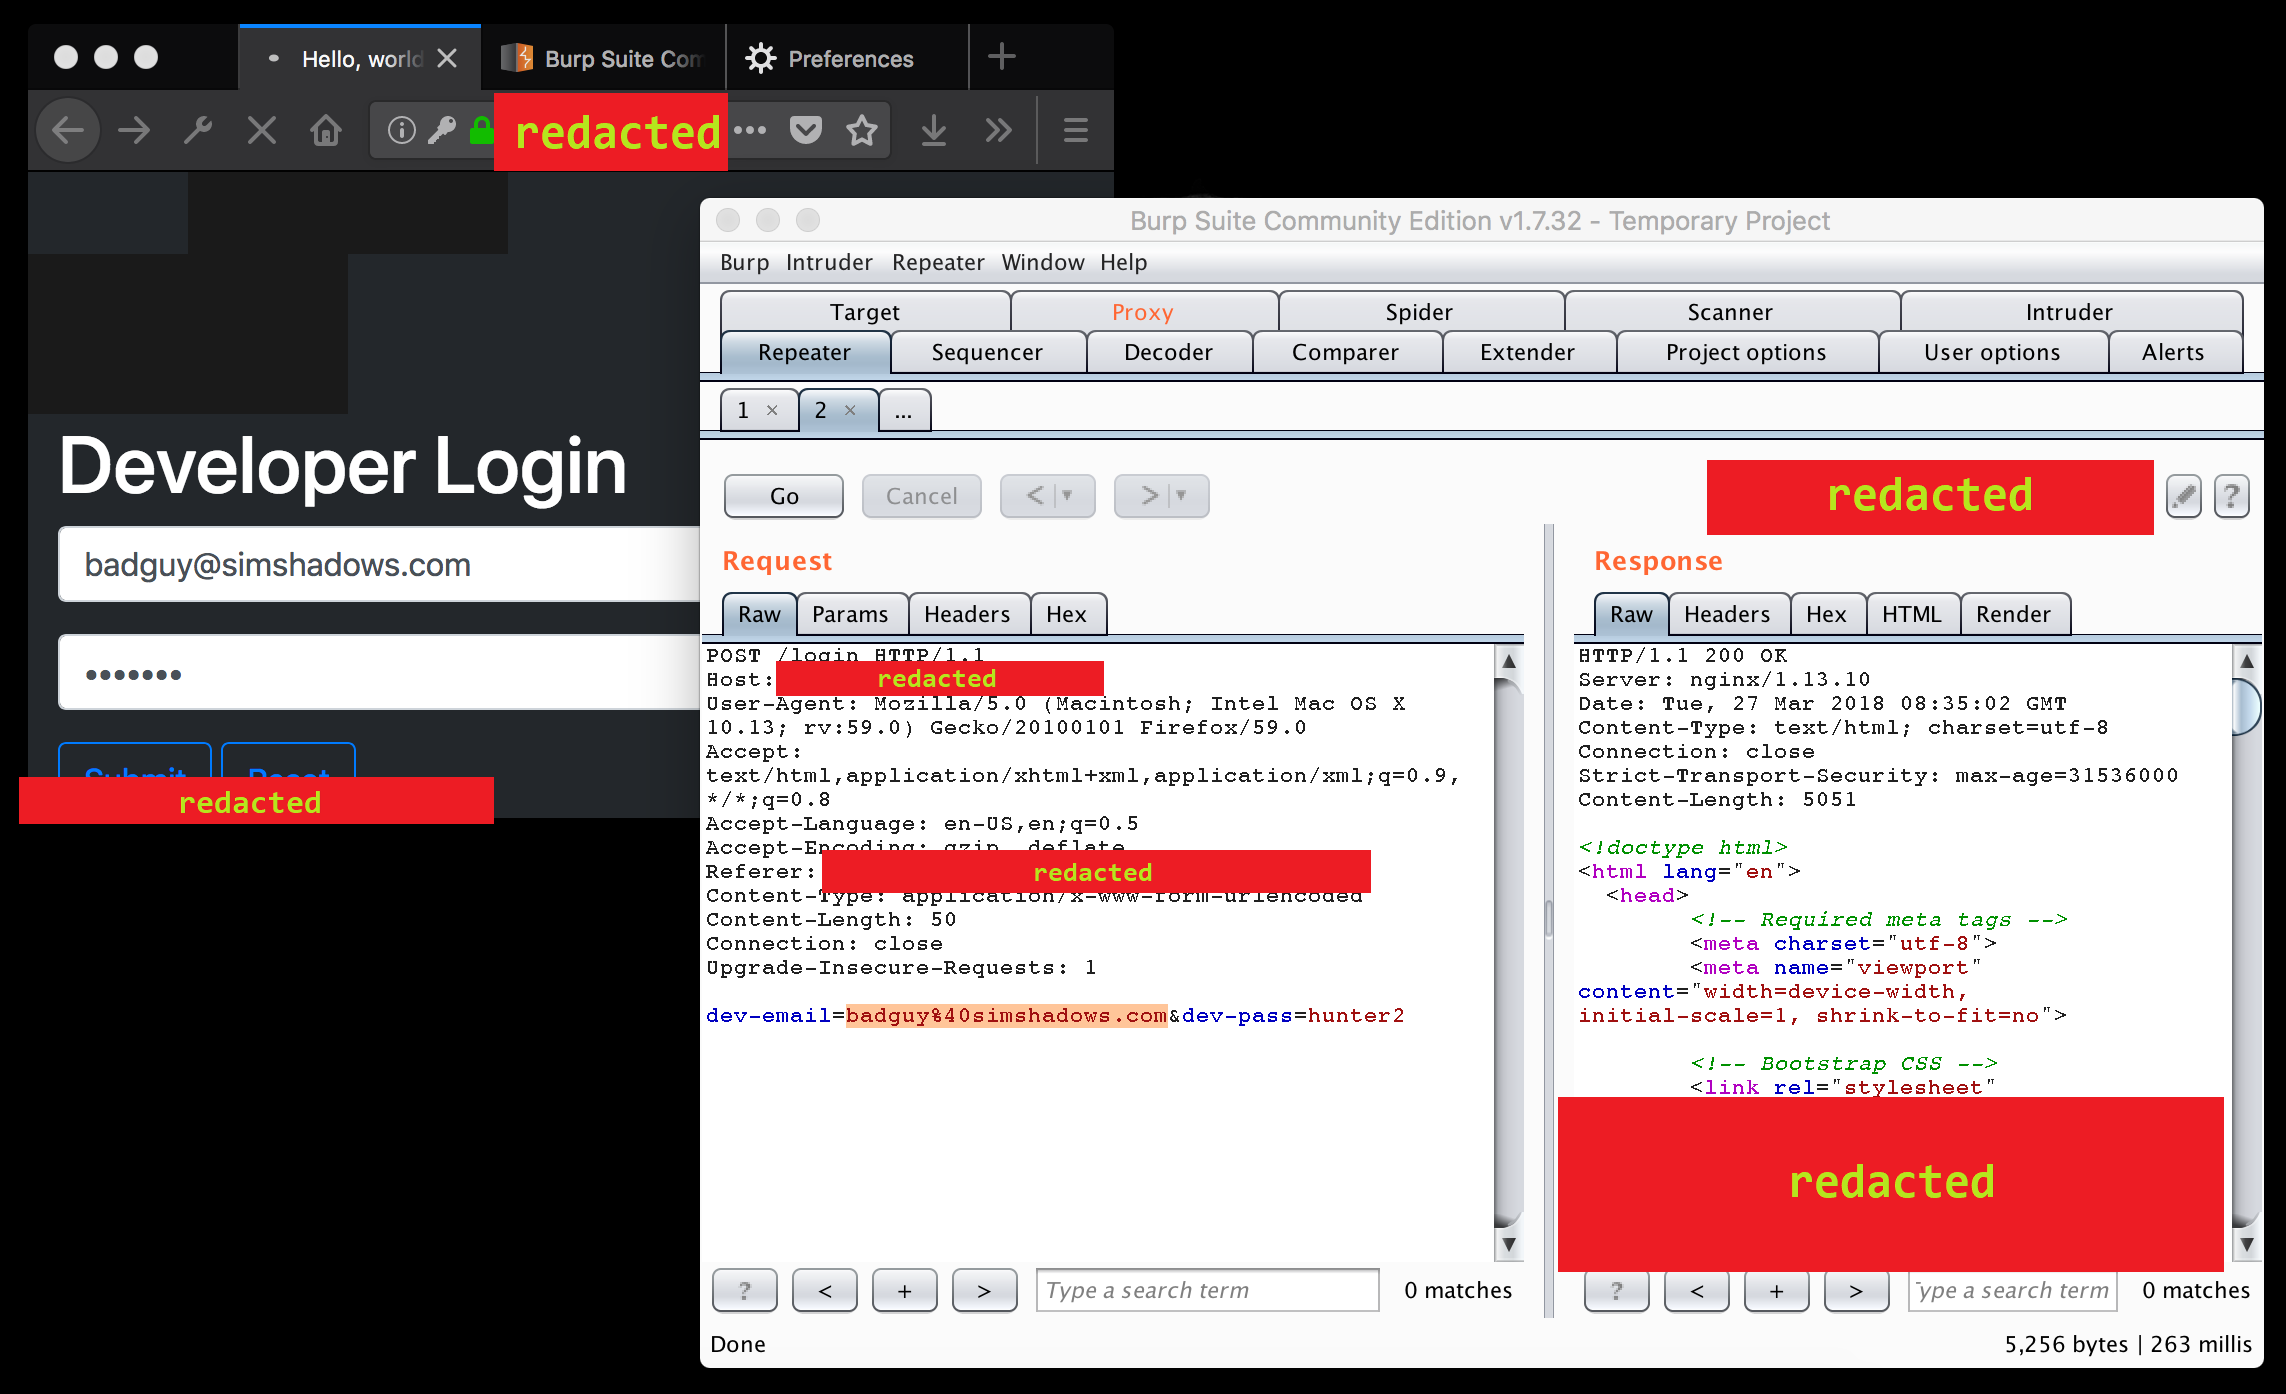 Hello, world
Burp Suite Com
Preferences
redacted
Developer Login
badguy@simshadows.com
Submit Reset
redacted
Burp Suite Community Edition v1.7.32 - Temporary Project
Burp Intruder Repeater Window Help
Target Proxy Spider Scanner Intruder
Repeater Sequencer Decoder Comparer Extender Project options User options Alerts
1 × 2 × ...
Go Cancel < >
redacted
?
Request
Raw Params Headers Hex
POST /login HTTP/1.1
Host: redacted
User-Agent: Mozilla/5.0 (Macintosh; Intel Mac OS X
10.13; rv:59.0) Gecko/20100101 Firefox/59.0
Accept:
text/html,application/xhtml+xml,application/xml;q=0.9,
*/*;q=0.8
Accept-Language: en-US,en;q=0.5
Accept-Encoding: gzip, deflate
Referer: redacted
Content-Type: application/x-www-form-urlencoded
Content-Length: 50
Connection: close
Upgrade-Insecure-Requests: 1
dev-email=badguy%40simshadows.com&dev-pass=hunter2
? < + > Type a search term 0 matches
Response
Raw Headers Hex HTML Render
HTTP/1.1 200 OK
Server: nginx/1.13.10
Date: Tue, 27 Mar 2018 08:35:02 GMT
Content-Type: text/html; charset=utf-8
Connection: close
Strict-Transport-Security: max-age=31536000
Content-Length: 5051
<!doctype html>
<html lang="en">
<head>
<!-- Required meta tags -->
<meta charset="utf-8">
<meta name="viewport"
content="width=device-width,
initial-scale=1, shrink-to-fit=no">
<!-- Bootstrap CSS -->
<link rel="stylesheet"
redacted
? < + > Type a search term 0 matches
Done
5,256 bytes | 263 millis